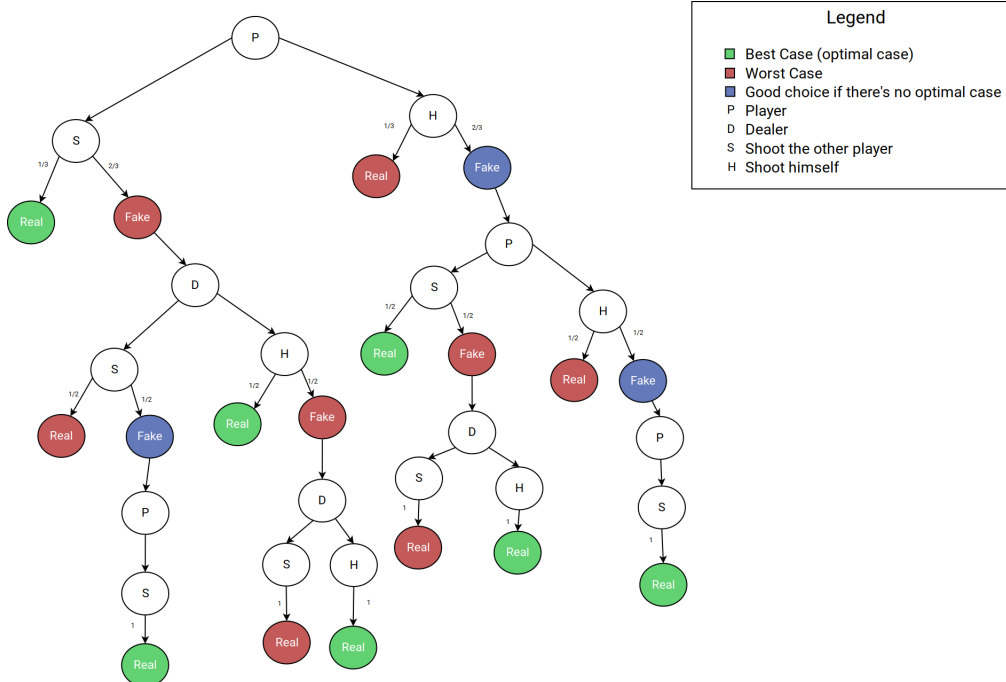 Legend
Best Case (optimal case)
Worst Case
Good choice if there's no optimal case
P Player
D Dealer
S Shoot the other player
H Shoot himself
P
H
1/3 2/3
S
Real Fake
1/3 2/3
Real Fake
P
D
S
H
1/2 1/2
1/2 1/2
S H
Real Fake
Real Fake
1/2 1/2
1/2 1/2
Real Fake
Real Fake
D
P
S H
D
P
S
1 1
S H
Real Real
1
S
1 1
Real
Real Real
1
Real